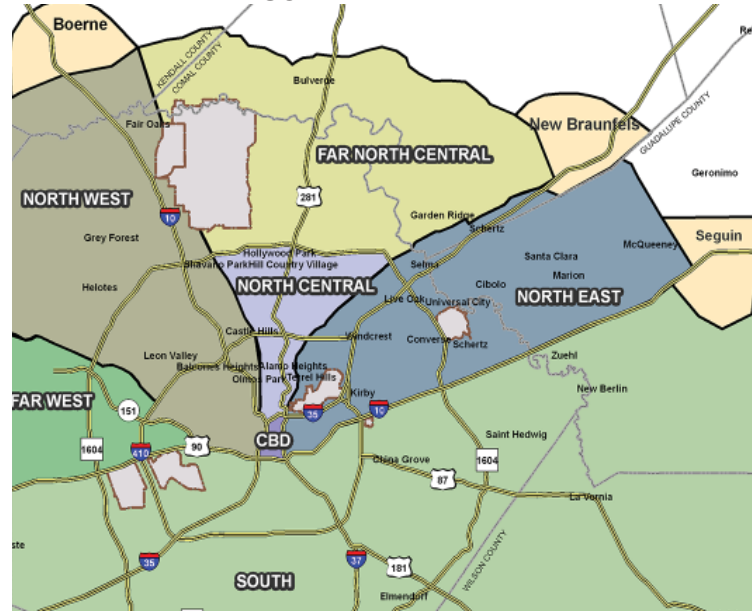 Boerne
KENDALL COUNTY
COMAL COUNTY
Bulverde
Fair Oaks
New Braunfels
GUADALUPE COUNTY
FAR NORTH CENTRAL
Geronimo
NORTH WEST
281
10
Garden Ridge
Schertz
Grey Forest
McQueeney
Seguin
Hollywood Park
Shavano Park
Hill Country Village
Selma
Santa Clara
Marion
Helotes
NORTH CENTRAL
Cibolo
NORTH EAST
Live Oak
Universal City
Castle Hills
Windcrest
Converse
Schertz
Leon Valley
Zuehl
Balcones Heights
Alamo Heights
Olmos Park
Terrel Hills
New Berlin
Kirby
FAR WEST
151
35
10
CBD
Saint Hedwig
1604
410
90
China Grove
1604
87
La Vernia
35
37
181
WILSON COUNTY
SOUTH
Elmendorf